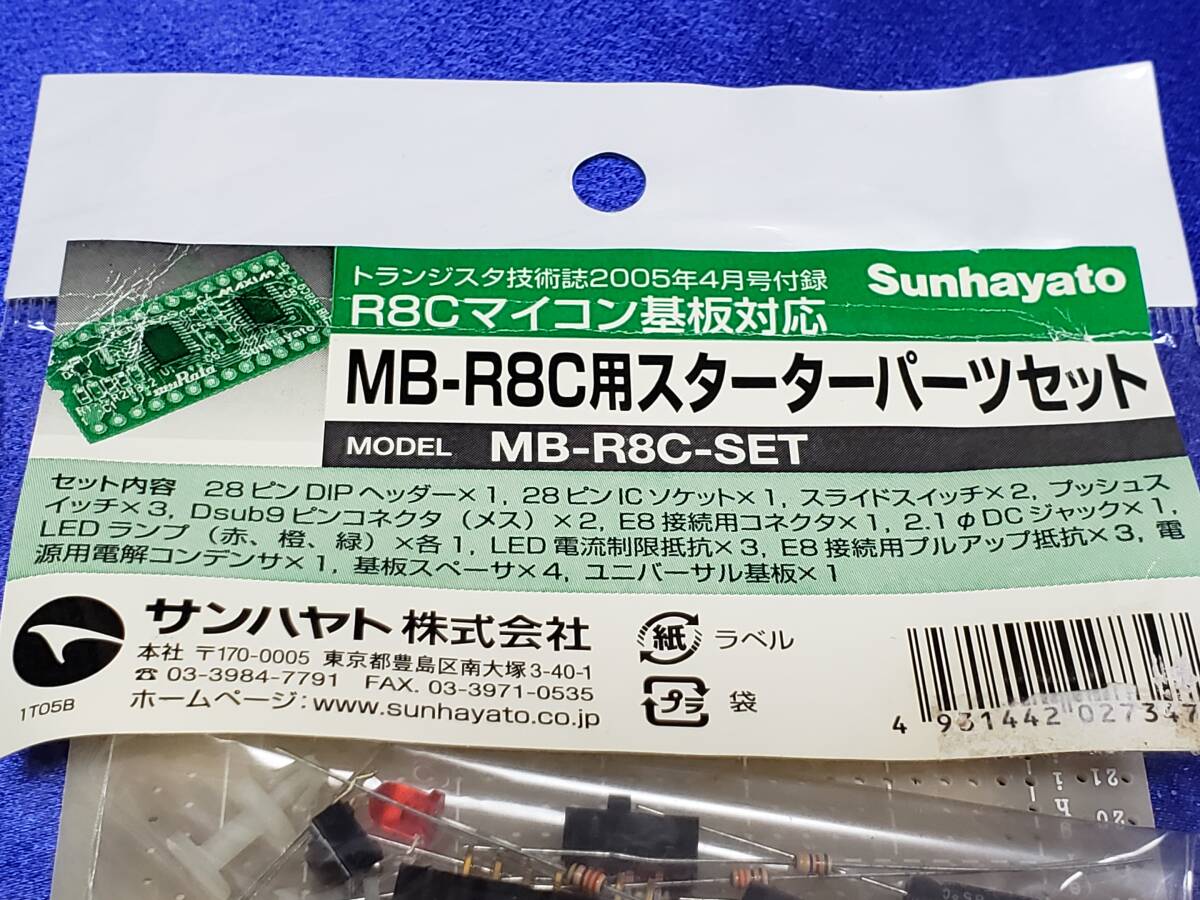 トランジスタ技術誌2005年4月号付録
R8Cマイコン基板対応
Sunhayato
MB-R8C用スターターパーツセット
MODEL MB-R8C-SET
セット内容 28ピンDIPヘッダー×1, 28ピンICソケット×1, スライドスイッチ×2, プッシュス
イッチ×3, Dsub9ピンコネクタ（メス）×2, E8接続用コネクタ×1, 2.1φDCジャック×1,
LEDランプ（赤、橙、緑）×各1, LED電流制限抵抗×3, E8接続用プルアップ抵抗×3, 電
源用電解コンデンサ×1, 基板スペーサ×4, ユニバーサル基板×1
サンハヤト株式会社
本社 〒170-0005 東京都豊島区南大塚3-40-1
☎ 03-3984-7791 FAX. 03-3971-0535
ホームページ:www.sunhayato.co.jp
1T05B
紙 ラベル
プラ 袋
4 931442 027347
MAXIM
Sunhayato
muRata
21
20
i
h